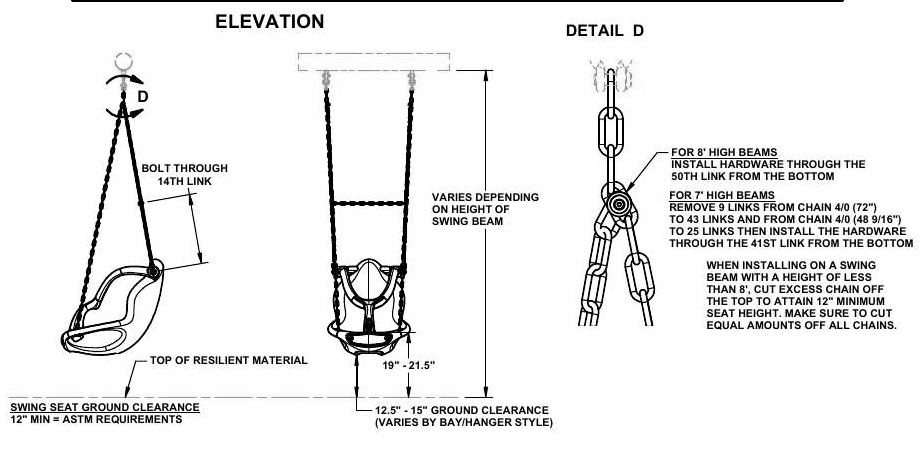 ELEVATION
DETAIL D
D
BOLT THROUGH
14TH LINK
VARIES DEPENDING
ON HEIGHT OF
SWING BEAM
FOR 8' HIGH BEAMS
INSTALL HARDWARE THROUGH THE
50TH LINK FROM THE BOTTOM
FOR 7' HIGH BEAMS
REMOVE 9 LINKS FROM CHAIN 4/0 (72")
TO 43 LINKS AND FROM CHAIN 4/0 (48 9/16")
TO 25 LINKS THEN INSTALL THE HARDWARE
THROUGH THE 41ST LINK FROM THE BOTTOM
WHEN INSTALLING ON A SWING
BEAM WITH A HEIGHT OF LESS
THAN 8', CUT EXCESS CHAIN OFF
THE TOP TO ATTAIN 12" MINIMUM
SEAT HEIGHT. MAKE SURE TO CUT
EQUAL AMOUNTS OFF ALL CHAINS.
TOP OF RESILIENT MATERIAL
19" - 21.5"
SWING SEAT GROUND CLEARANCE
12" MIN = ASTM REQUIREMENTS
12.5" - 15" GROUND CLEARANCE
(VARIES BY BAY/HANGER STYLE)